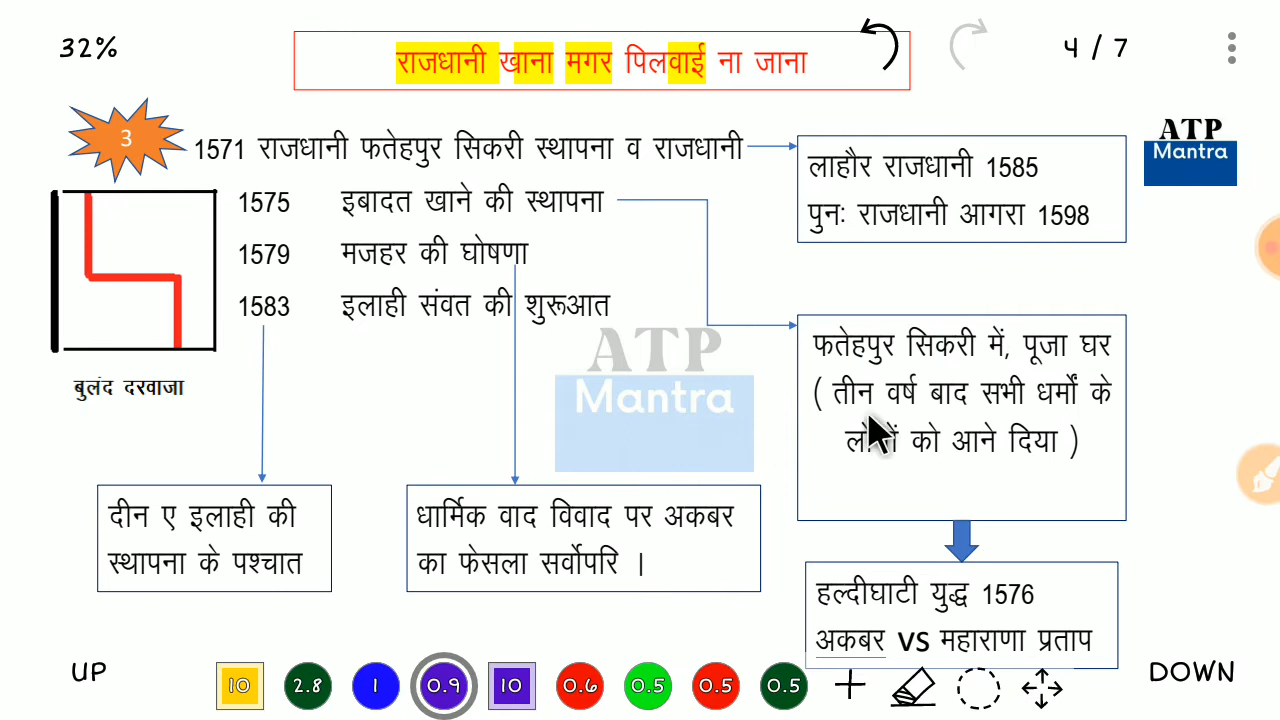 32%
राजधानी खाना मगर पिलवाई ना जाना
4 / 7
3
1571 राजधानी फतेहपुर सिकरी स्थापना व राजधानी
लाहौर राजधानी 1585
पुनः राजधानी आगरा 1598
ATP
Mantra
1575 इबादत खाने की स्थापना
1579 मजहर की घोषणा
1583 इलाही संवत की शुरूआत
बुलंद दरवाजा
ATP
Mantra
फतेहपुर सिकरी में, पूजा घर
( तीन वर्ष बाद सभी धर्मों के
को आने दिया )
दीन ए इलाही की
स्थापना के पश्चात
धार्मिक वाद विवाद पर अकबर
का फेसला सर्वोपरि ।
हल्दीघाटी युद्ध 1576
अकबर VS महाराणा प्रताप
UP
10 2.8 1 0.9 10 0.6 0.5 0.5 0.5
DOWN